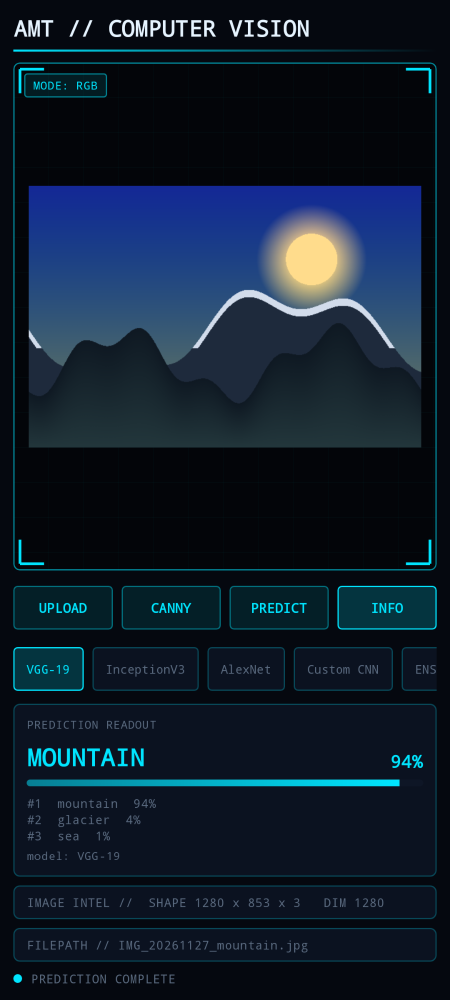 AMT // COMPUTER VISION
MODE: RGB
UPLOAD CANNY PREDICT INFO
VGG-19 InceptionV3 AlexNet Custom CNN ENS
PREDICTION READOUT
MOUNTAIN 94%
#1 mountain 94%
#2 glacier 4%
#3 sea 1%
model: VGG-19
IMAGE INTEL // SHAPE 1280 x 853 x 3 DIM 1280
FILEPATH // IMG_20261127_mountain.jpg
PREDICTION COMPLETE